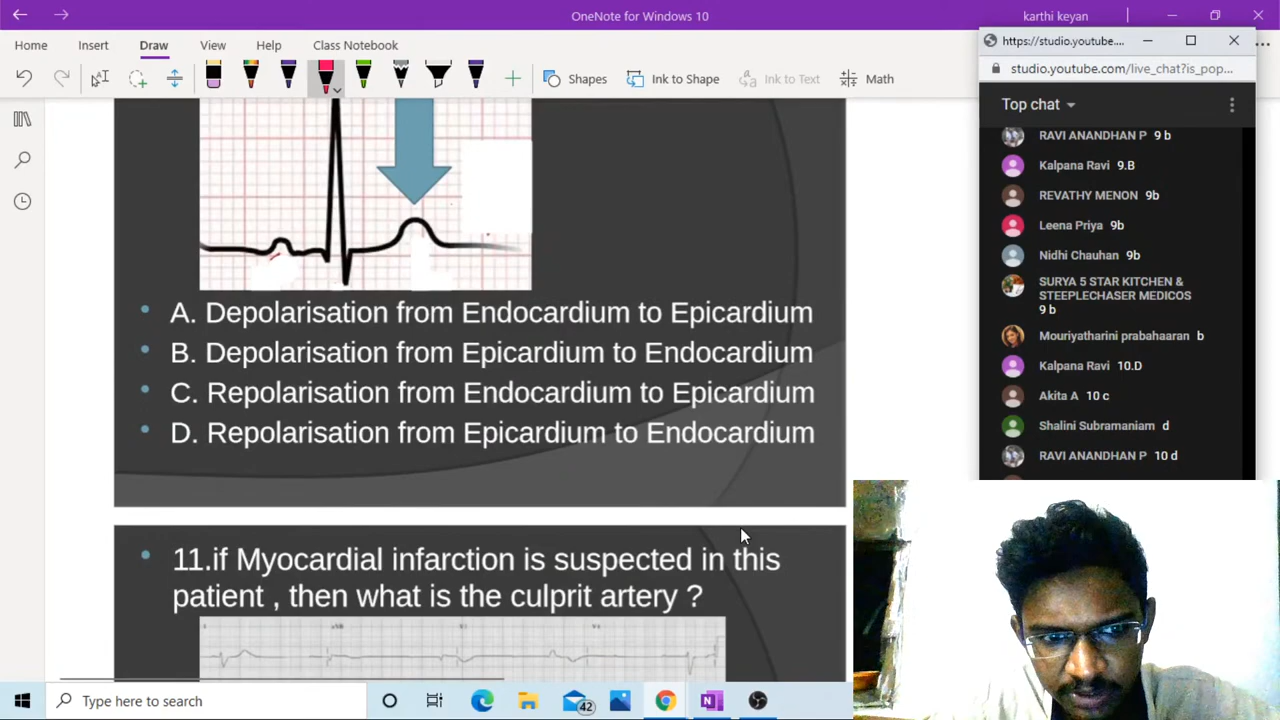 OneNote for Windows 10
karthi keyan
Home
Insert
Draw
View
Help
Class Notebook
Shapes
Ink to Shape
Ink to Text
Math
A. Depolarisation from Endocardium to Epicardium
B. Depolarisation from Epicardium to Endocardium
C. Repolarisation from Endocardium to Epicardium
D. Repolarisation from Epicardium to Endocardium
11.if Myocardial infarction is suspected in this
patient , then what is the culprit artery ?
https://studio.youtube....
studio.youtube.com/live_chat?is_pop...
Top chat
RAVI ANANDHAN P 9 b
Kalpana Ravi 9.B
REVATHY MENON 9b
Leena Priya 9b
Nidhi Chauhan 9b
SURYA 5 STAR KITCHEN &
STEEPLECHASER MEDICOS
9 b
Mouriyatharini prabahaaran b
Kalpana Ravi 10.D
Akita A 10 c
Shalini Subramaniam d
RAVI ANANDHAN P 10 d
Type here to search
42